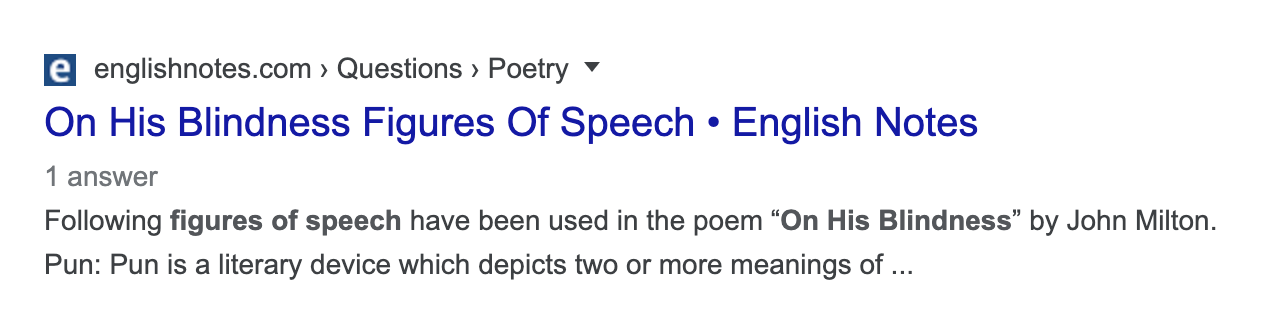 e englishnotes.com › Questions › Poetry
On His Blindness Figures Of Speech • English Notes
1 answer
Following figures of speech have been used in the poem “On His Blindness” by John Milton.
Pun: Pun is a literary device which depicts two or more meanings of ...